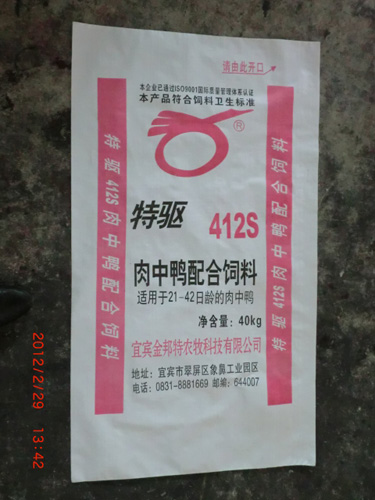 请由此开口
本企业已通过ISO9001国际质量管理体系认证
本产品符合饲料卫生标准
®
特驱 412S
肉中鸭配合饲料
适用于21-42日龄的肉中鸭
净含量: 40kg
宜宾金邦特农牧科技有限公司
地址: 宜宾市翠屏区象鼻工业园区
电话: 0831-8881669 邮编: 644007
特驱 412S 肉中鸭配合饲料
特驱 412S 肉中鸭配合饲料
2012/2/29 13:42